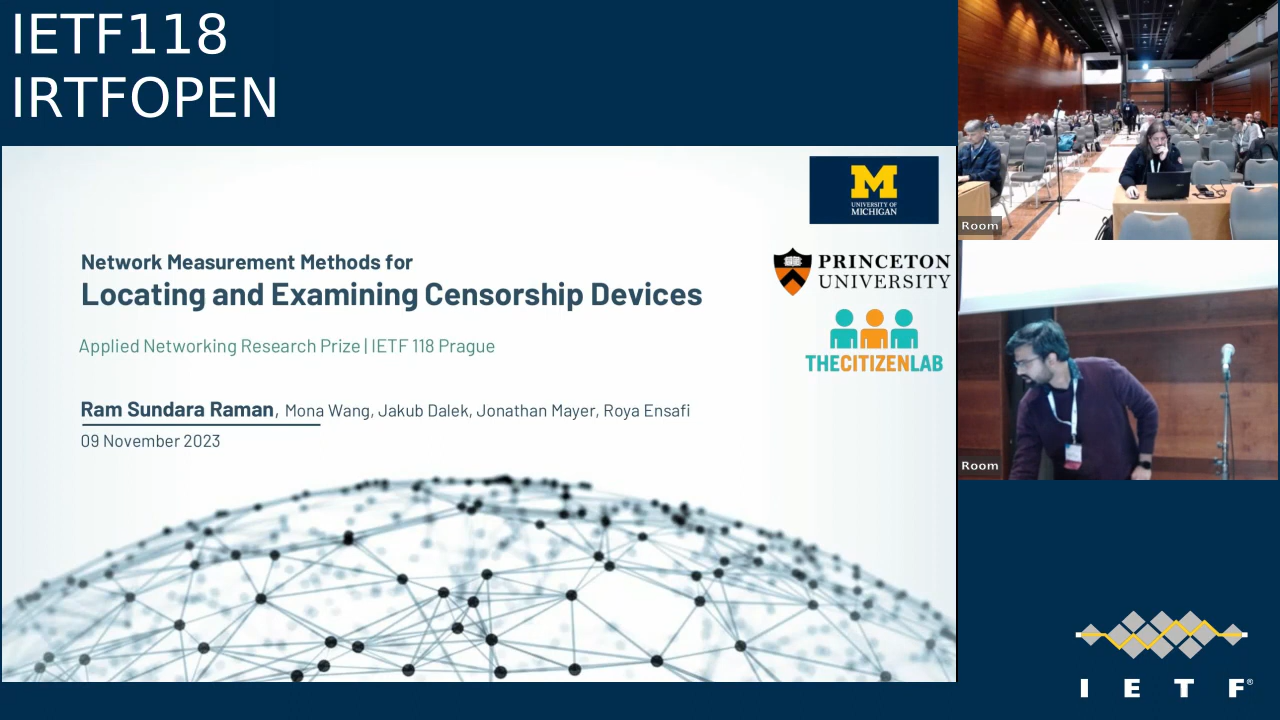 IETF118
IRTFOPEN
M
UNIVERSITY OF
MICHIGAN
Network Measurement Methods for
Locating and Examining Censorship Devices
PRINCETON
UNIVERSITY
Applied Networking Research Prize | IETF 118 Prague
THECITIZENLAB
Ram Sundara Raman, Mona Wang, Jakub Dalek, Jonathan Mayer, Roya Ensafi
09 November 2023
Room
Room
I E T F®